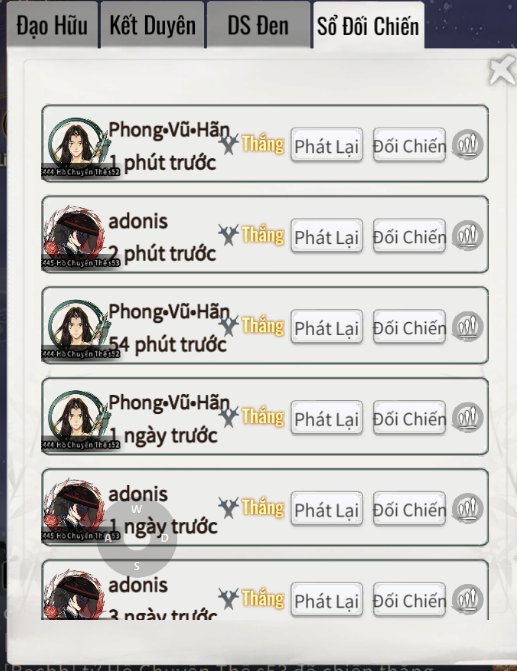 Đạo Hữu
Kết Duyên
DS Đen
Sổ Đối Chiến
Phong•Vũ•Hãn
Thắng
Phát Lại
Đối Chiến
1 phút trước
444 Hồ Chuyển Thế s52
adonis
Thắng
Phát Lại
Đối Chiến
2 phút trước
445 Hồ Chuyển Thế s53
Phong•Vũ•Hãn
Thắng
Phát Lại
Đối Chiến
54 phút trước
444 Hồ Chuyển Thế s52
Phong•Vũ•Hãn
Thắng
Phát Lại
Đối Chiến
1 ngày trước
444 Hồ Chuyển Thế s52
adonis
Thắng
Phát Lại
Đối Chiến
1 ngày trước
445 Hồ Chuyển Thế s53
W
A
D
S
adonis
Thắng
Phát Lại
Đối Chiến
3 ngày trước